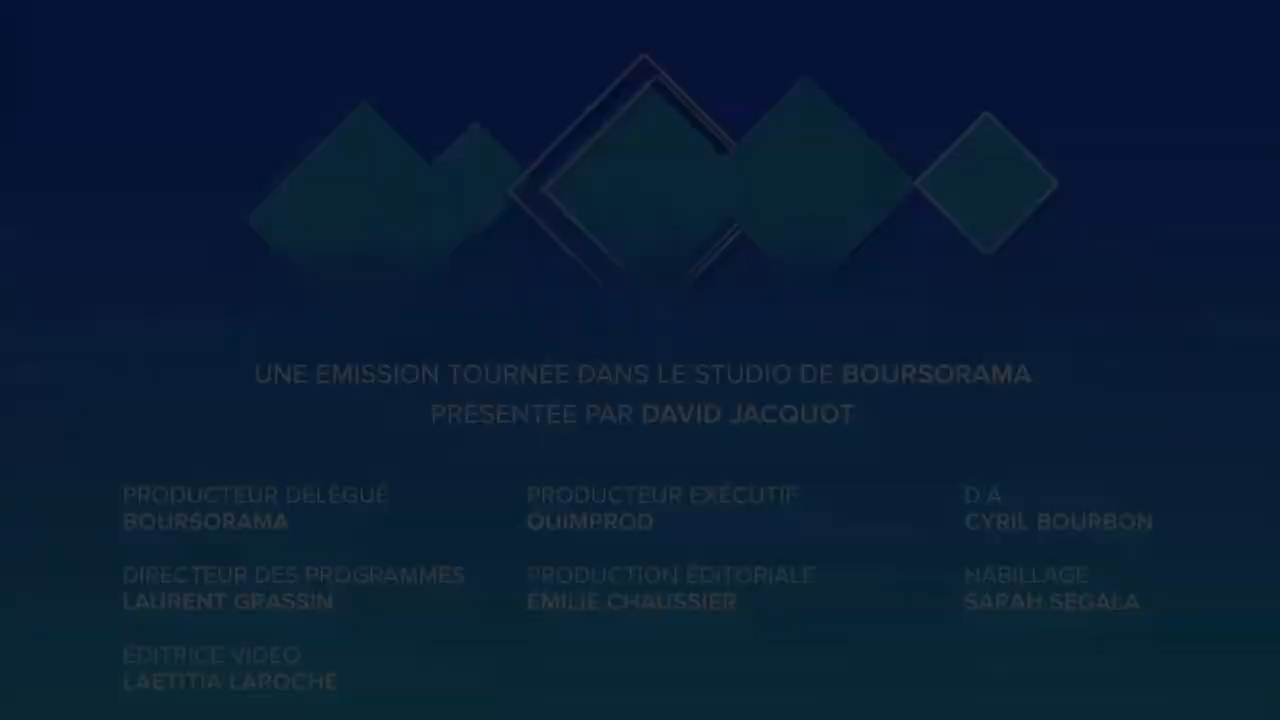 UNE ÉMISSION TOURNÉE DANS LE STUDIO DE BOURSORAMA
PRÉSENTÉE PAR DAVID JACQUOT
PRODUCTEUR DÉLÉGUÉ
BOURSORAMA
PRODUCTEUR EXÉCUTIF
QUIMPROD
D.A
CYRIL BOURBON
DIRECTEUR DES PROGRAMMES
LAURENT GRASSIN
PRODUCTION ÉDITORIALE
EMILIE CHAUSSIER
HABILLAGE
SARAH SEGALA
ÉDITRICE VIDÉO
LAETITIA LAROCHE